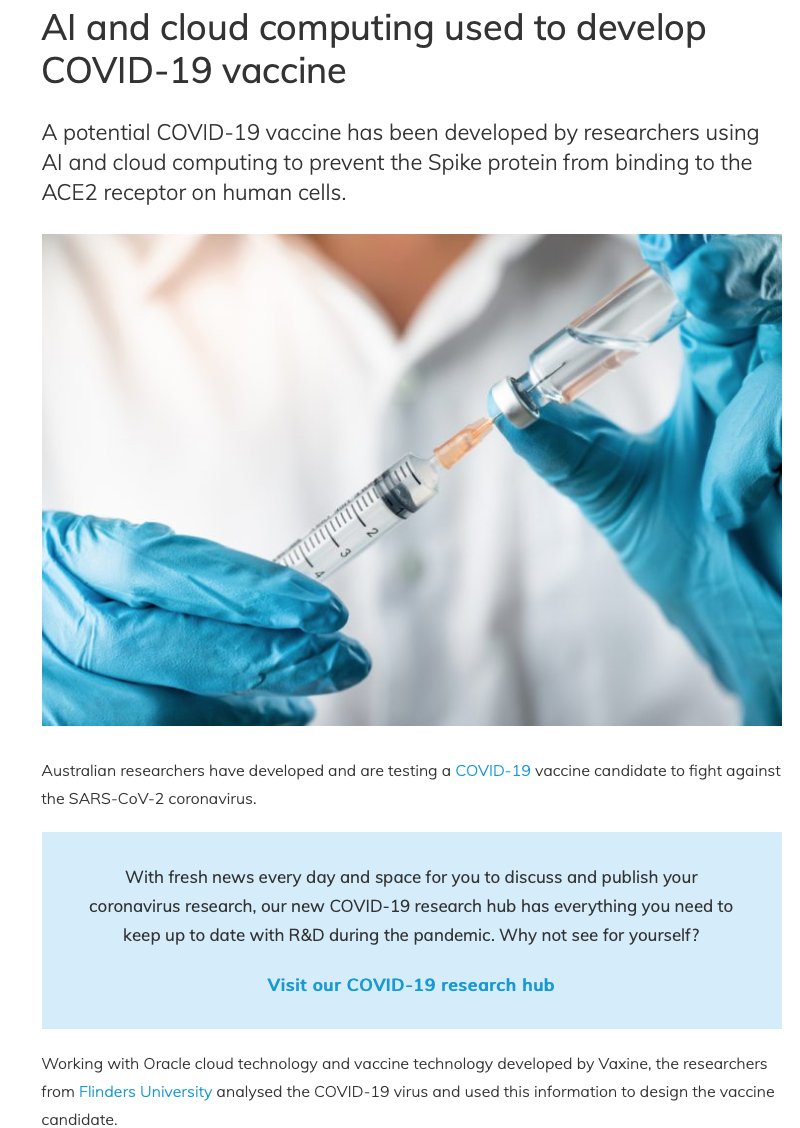 AI and cloud computing used to develop
COVID-19 vaccine
A potential COVID-19 vaccine has been developed by researchers using
AI and cloud computing to prevent the Spike protein from binding to the
ACE2 receptor on human cells.
2
3
4
Australian researchers have developed and are testing a COVID-19 vaccine candidate to fight against
the SARS-CoV-2 coronavirus.
With fresh news every day and space for you to discuss and publish your
coronavirus research, our new COVID-19 research hub has everything you need to
keep up to date with R&D during the pandemic. Why not see for yourself?
Visit our COVID-19 research hub
Working with Oracle cloud technology and vaccine technology developed by Vaxine, the researchers
from Flinders University analysed the COVID-19 virus and used this information to design the vaccine
candidate.